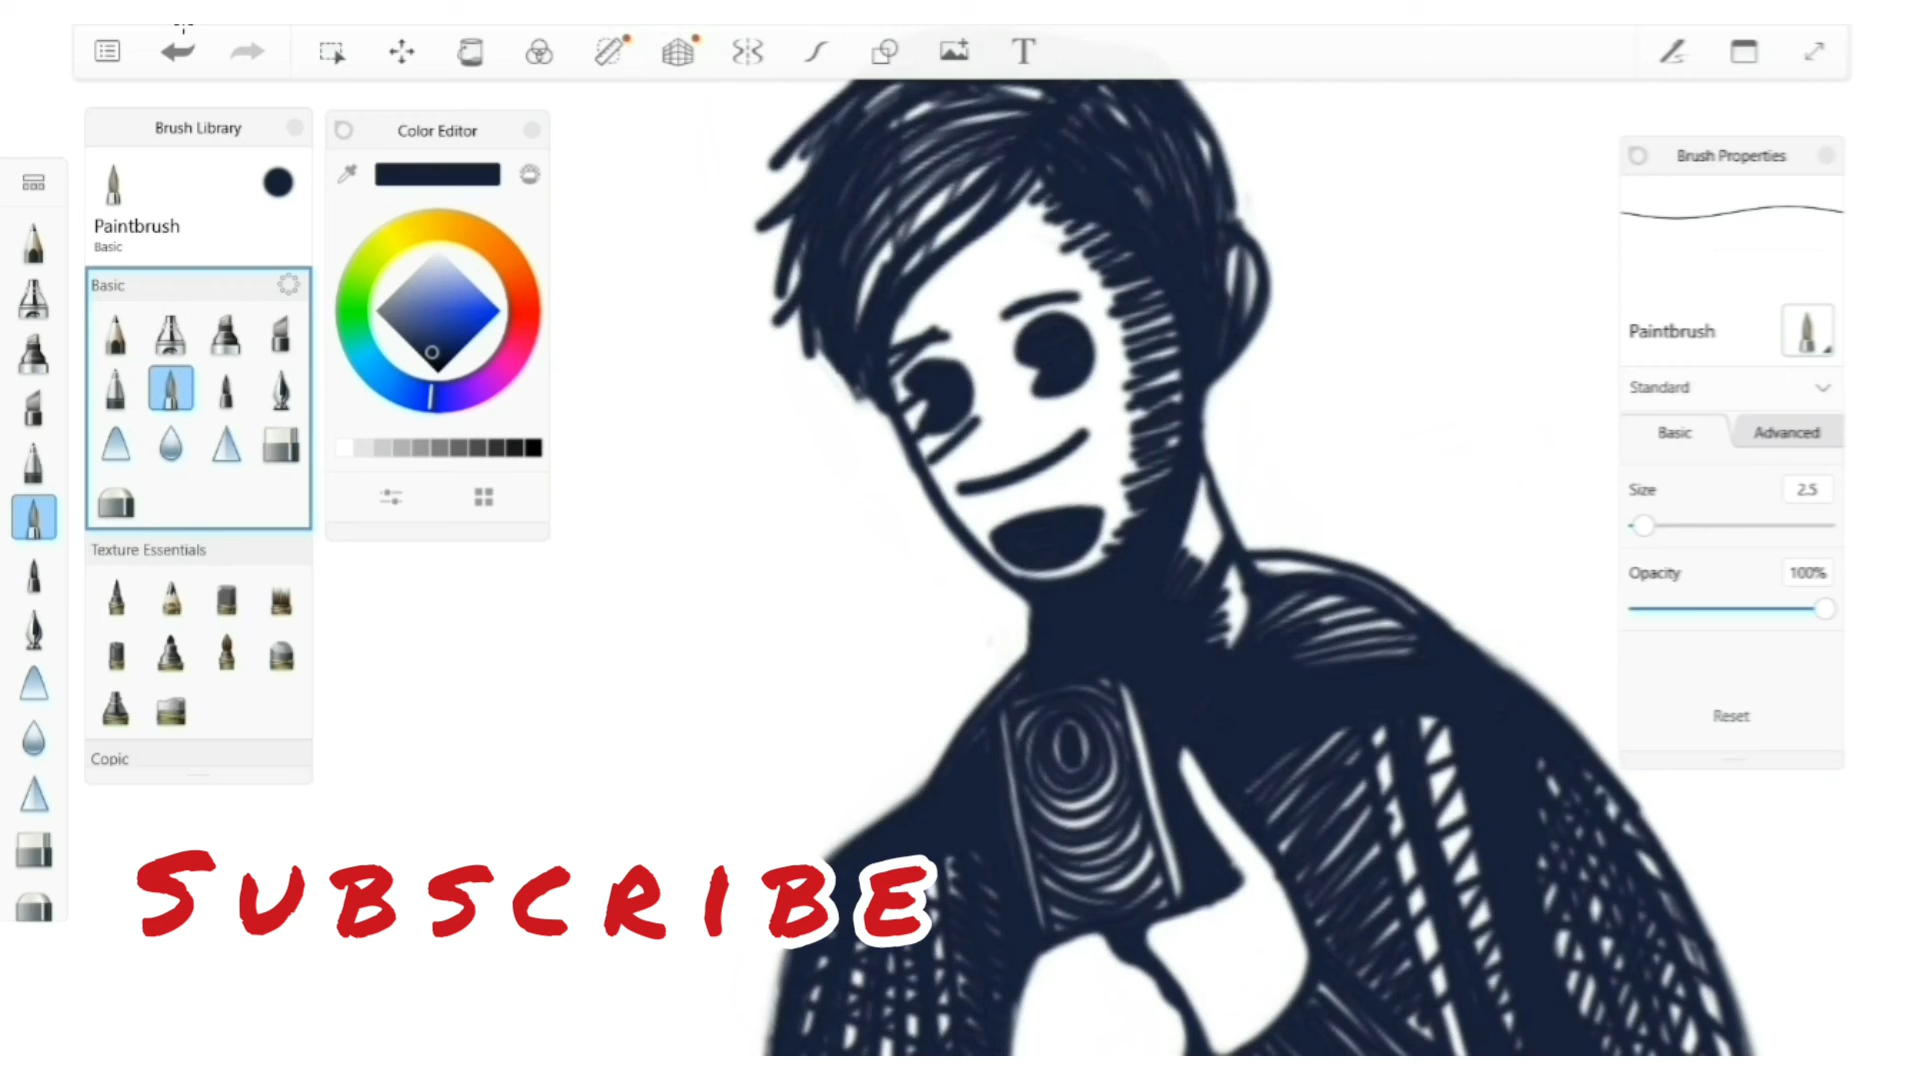 T
Brush Library
Color Editor
Brush Properties
Paintbrush
Basic
Basic
Paintbrush
Standard
Basic
Advanced
Size
2.5
Texture Essentials
Opacity
100%
Reset
Copic
SUBSCRIBE